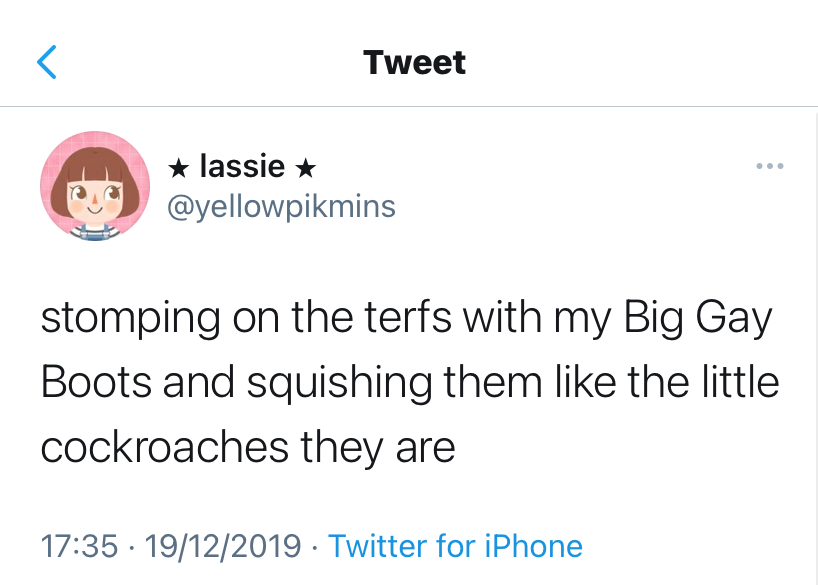 Tweet
★ lassie ★
@yellowpikmins
stomping on the terfs with my Big Gay
Boots and squishing them like the little
cockroaches they are
17:35 · 19/12/2019 · Twitter for iPhone